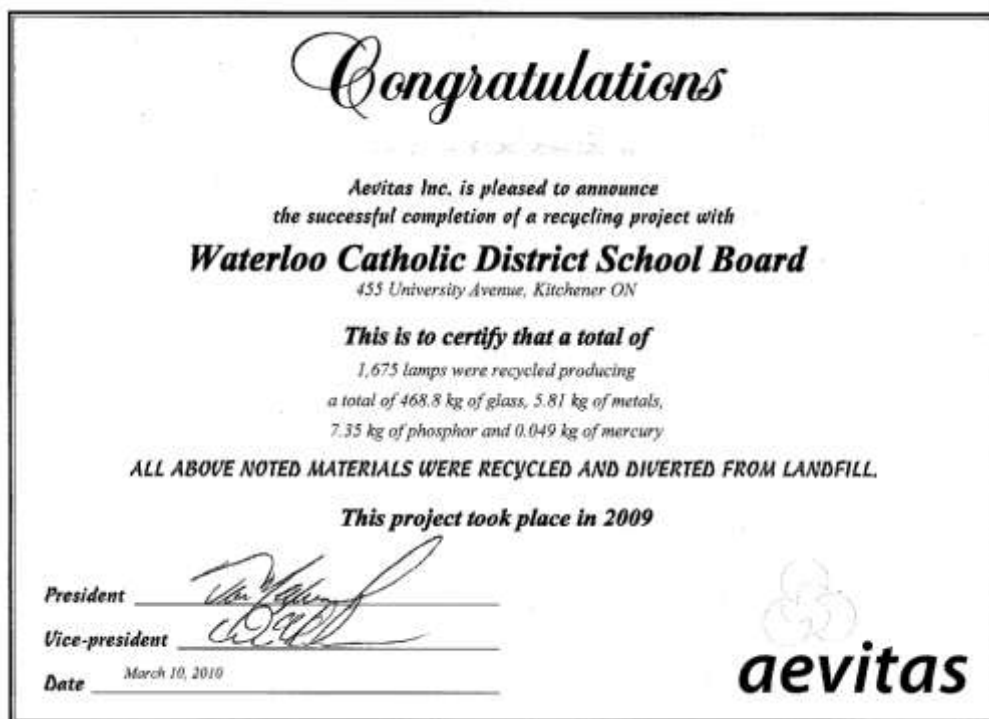 Congratulations
Aevitas Inc. is pleased to announce
the successful completion of a recycling project with
Waterloo Catholic District School Board
455 University Avenue, Kitchener ON
This is to certify that a total of
1,675 lamps were recycled producing
a total of 468.8 kg of glass, 5.81 kg of metals,
7.35 kg of phosphor and 0.049 kg of mercury
ALL ABOVE NOTED MATERIALS WERE RECYCLED AND DIVERTED FROM LANDFILL.
This project took place in 2009
President
Vice-president
Date March 10, 2010
aevitas